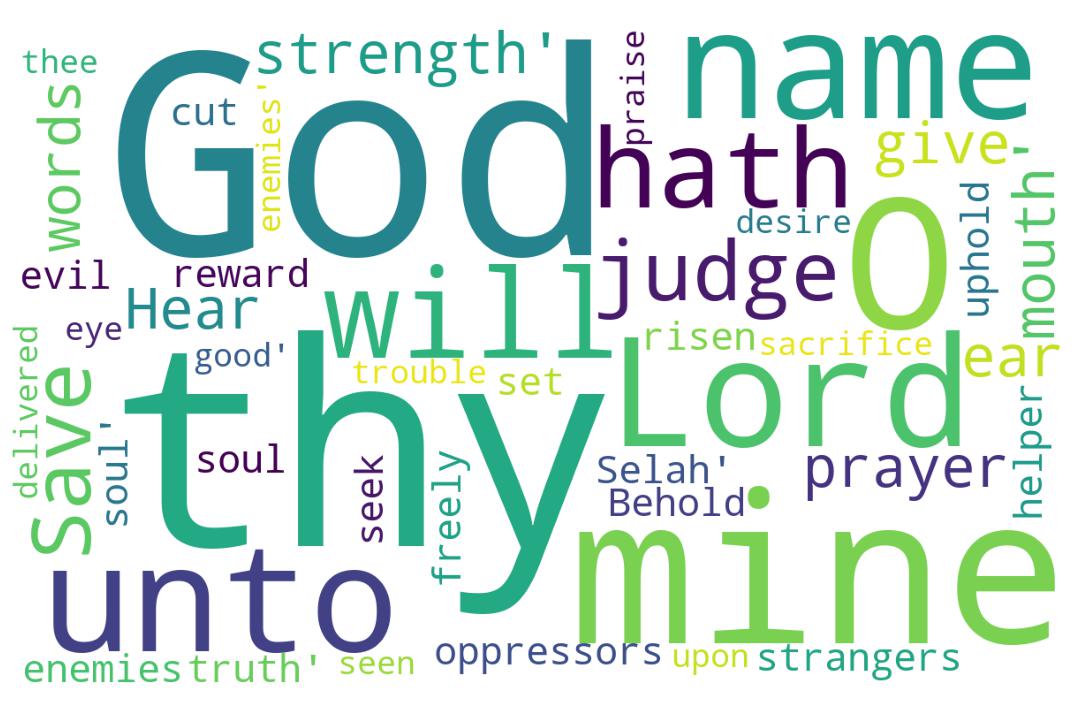 thee
strength'
praise
name
God
cut
enemies'
words
hath
give
mouth'
desire
O
uphold
evil
reward
judge
will
Hear
eye
good'
risen
sacrifice
ear
delivered
Save
thy
trouble
set
Lord
soul'
soul
seek
freely
Selah'
prayer
helper
Behold
mine
unto
oppressors
upon
strangers
enemies
truth'
seen